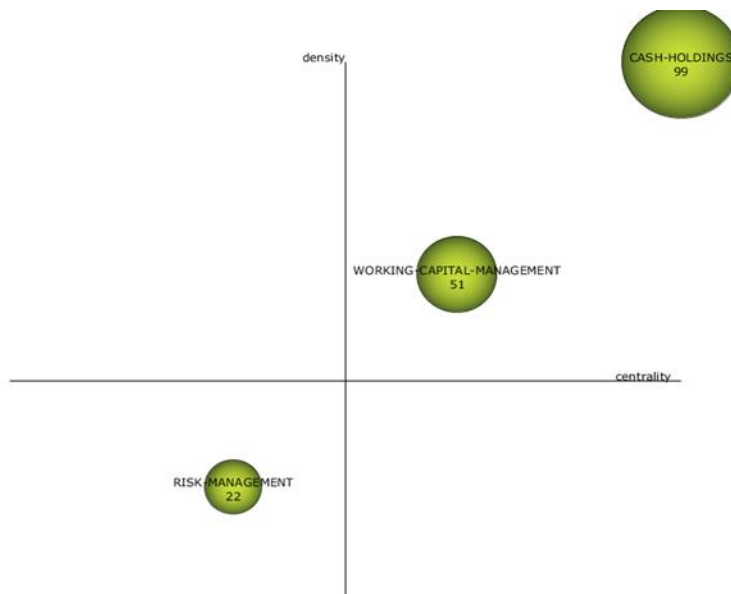 density
CASH-HOLDINGS
99
WORKING-CAPITAL-MANAGEMENT
51
centrality
RISK-MANAGEMENT
22